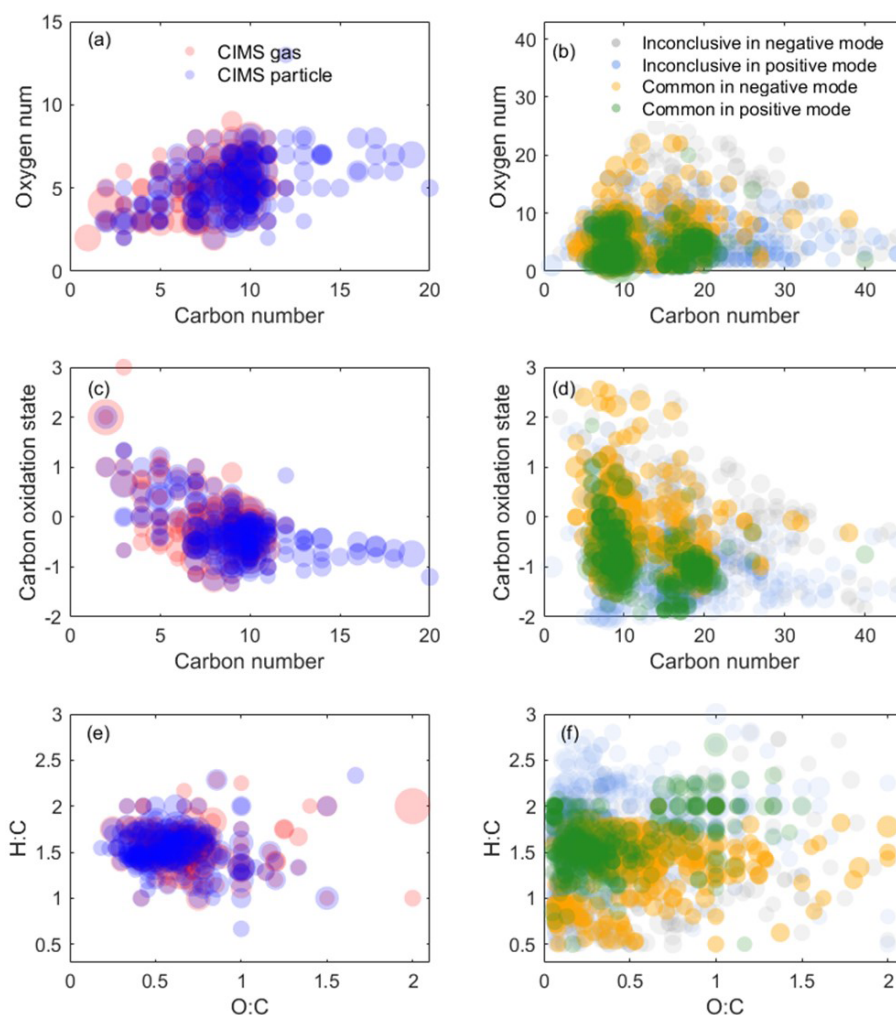 (a)
CIMS gas
CIMS particle
15
10
5
0
Oxygen num
0 5 10 15 20
Carbon number
(b)
Inconclusive in negative mode
Inconclusive in positive mode
Common in negative mode
Common in positive mode
40
30
20
10
0
Oxygen num
0 10 20 30 40
Carbon number
(c)
3
2
1
0
-1
-2
Carbon oxidation state
0 5 10 15 20
Carbon number
(d)
3
2
1
0
-1
-2
Carbon oxidation state
0 10 20 30 40
Carbon number
(e)
3
2.5
2
1.5
1
0.5
H:C
0.5 1 1.5 2
O:C
(f)
3
2.5
2
1.5
1
0.5
H:C
0 0.5 1 1.5 2
O:C